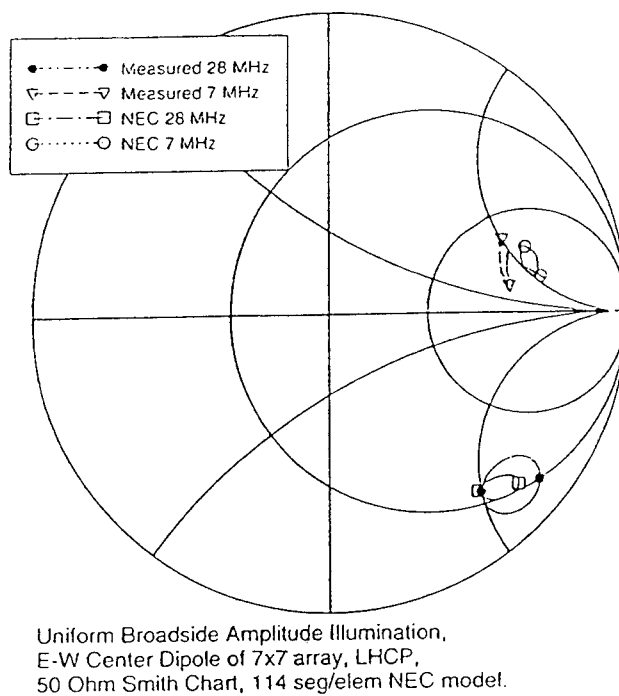 Measured 28 MHz
Measured 7 MHz
NEC 28 MHz
NEC 7 MHz
Uniform Broadside Amplitude Illumination,
E-W Center Dipole of 7x7 array, LHCP,
50 Ohm Smith Chart, 114 seg/elem NEC model.